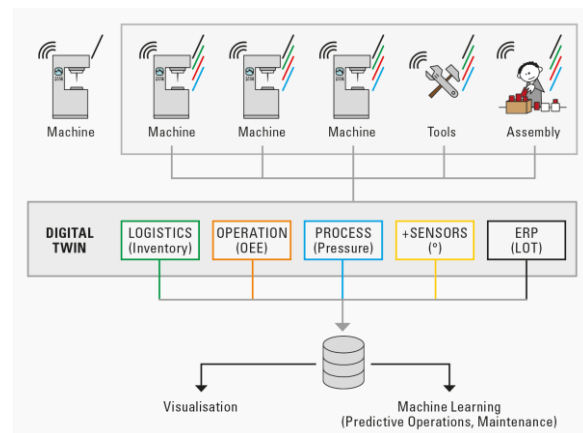 Machine
Machine
Machine
Machine
Tools
Assembly
DIGITAL
TWIN
LOGISTICS
(Inventory)
OPERATION
(OEE)
PROCESS
(Pressure)
+SENSORS
(°)
ERP
(LOT)
Visualisation
Machine Learning
(Predictive Operations, Maintenance)